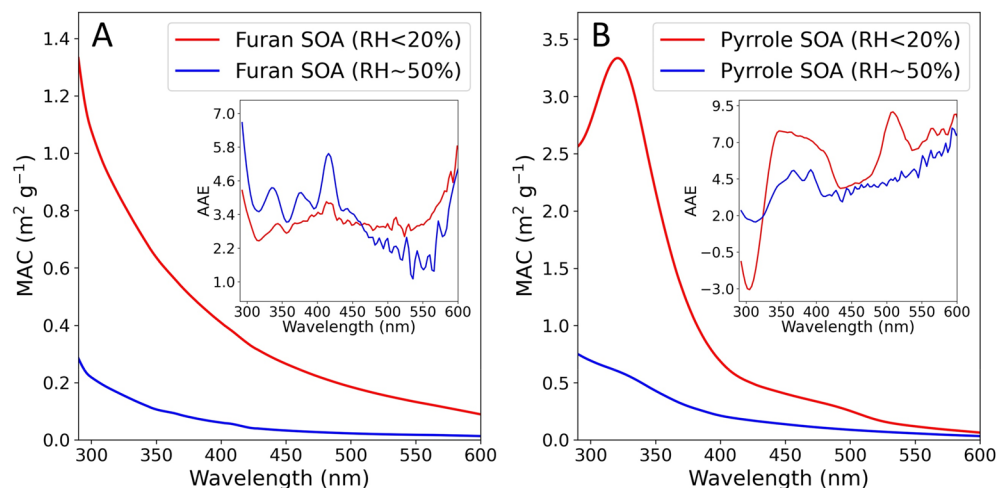 A
Furan SOA (RH<20%)
Furan SOA (RH~50%)
MAC (m² g⁻¹)
1.4
1.2
1.0
0.8
0.6
0.4
0.2
0.0
300 350 400 450 500 550 600
Wavelength (nm)
AAE
7.0
5.8
4.6
3.4
2.2
1.0
300 350 400 450 500 550 600
Wavelength (nm)
B
Pyrrole SOA (RH<20%)
Pyrrole SOA (RH~50%)
MAC (m² g⁻¹)
3.5
3.0
2.5
2.0
1.5
1.0
0.5
0.0
300 350 400 450 500 550 600
Wavelength (nm)
AAE
9.5
7.0
4.5
2.0
−0.5
−3.0
300 350 400 450 500 550 600
Wavelength (nm)